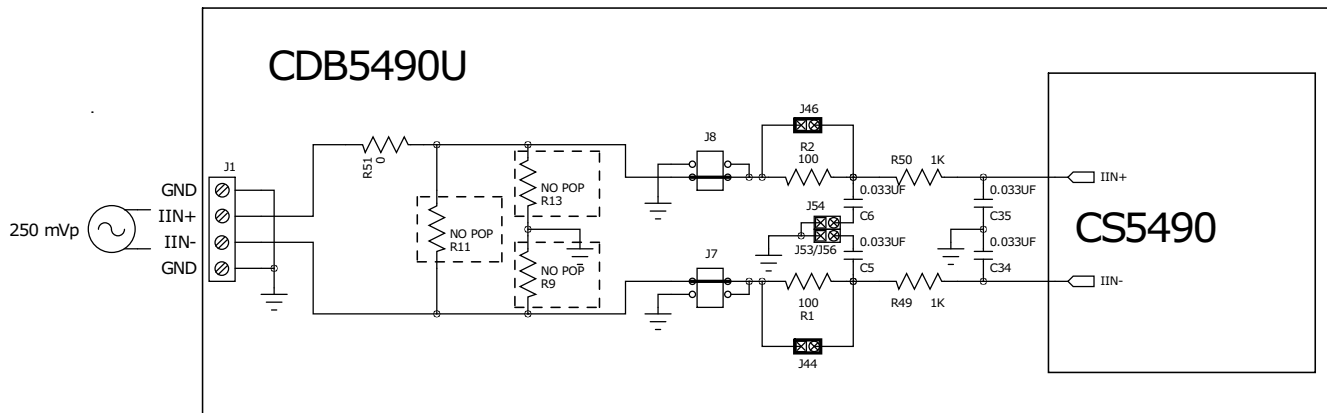 CDB5490U
J46
J8
R2
100
R50 1K
R51
0
J1
GND
IIN+
IIN-
GND
250 mVp
NO POP
R13
NO POP
R11
NO POP
R9
0.033UF
C6
0.033UF
C35
IIN+
J54
J53/J56
0.033UF
C5
0.033UF
C34
CS5490
J7
100
R1
R49 1K
IIN-
J44